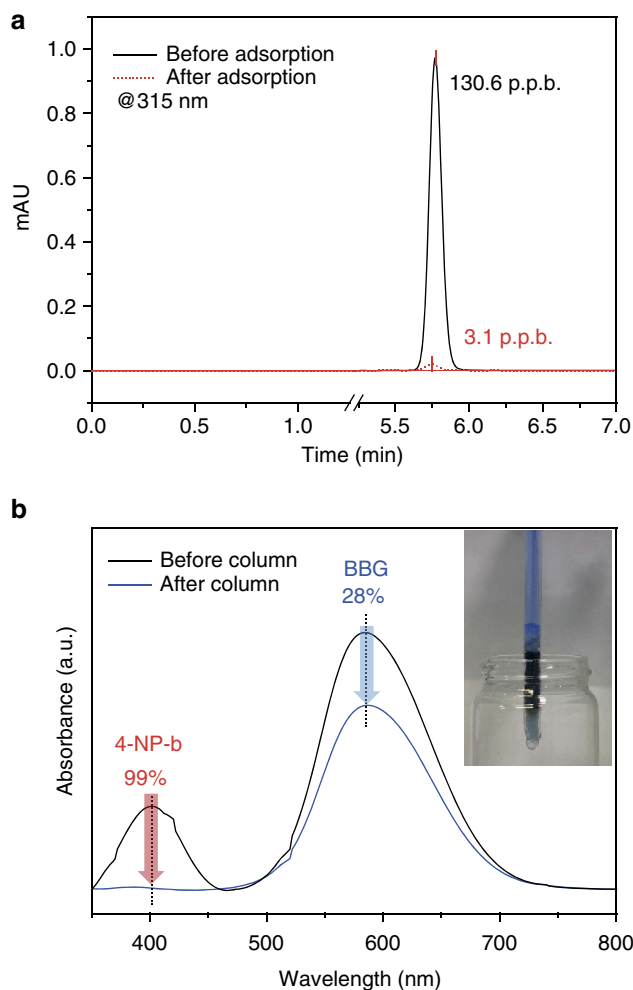 a
Before adsorption
After adsorption
@315 nm
130.6 p.p.b.
3.1 p.p.b.
mAU
1.0
0.8
0.6
0.4
0.2
0.0
0.0 0.5 1.0 5.5 6.0 6.5 7.0
Time (min)
b
Before column
After column
BBG
28%
4-NP-b
99%
Absorbance (a.u.)
400 500 600 700 800
Wavelength (nm)